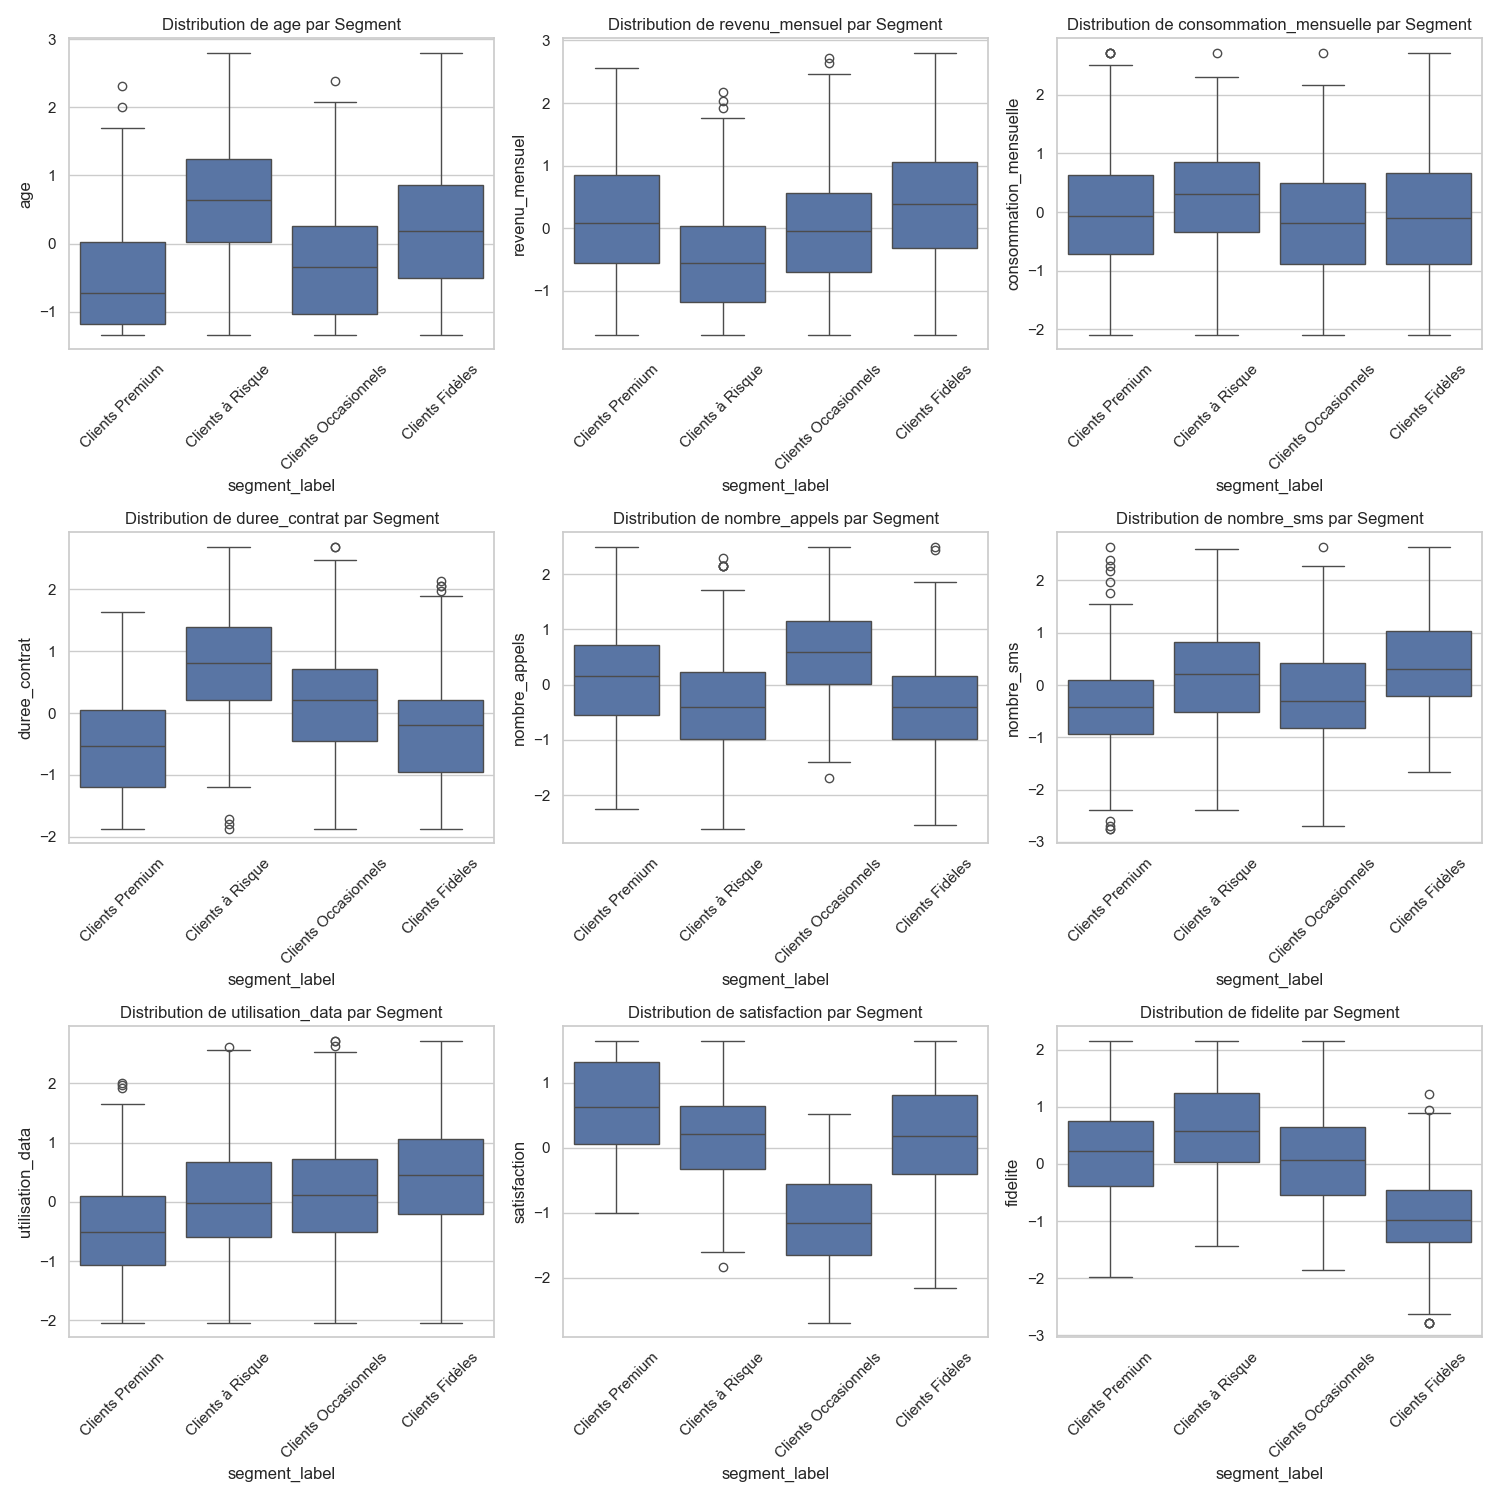 Distribution de age par Segment
age
3
2
1
0
−1
Clients Premium
Clients à Risque
Clients Occasionnels
Clients Fidèles
segment_label
Distribution de revenu_mensuel par Segment
revenu_mensuel
3
2
1
0
−1
Clients Premium
Clients à Risque
Clients Occasionnels
Clients Fidèles
segment_label
Distribution de consommation_mensuelle par Segment
consommation_mensuelle
2
1
0
−1
−2
Clients Premium
Clients à Risque
Clients Occasionnels
Clients Fidèles
segment_label
Distribution de duree_contrat par Segment
duree_contrat
2
1
0
−1
−2
Clients Premium
Clients à Risque
Clients Occasionnels
Clients Fidèles
segment_label
Distribution de nombre_appels par Segment
nombre_appels
2
1
0
−1
−2
Clients Premium
Clients à Risque
Clients Occasionnels
Clients Fidèles
segment_label
Distribution de nombre_sms par Segment
nombre_sms
2
1
0
−1
−2
−3
Clients Premium
Clients à Risque
Clients Occasionnels
Clients Fidèles
segment_label
Distribution de utilisation_data par Segment
utilisation_data
2
1
0
−1
−2
Clients Premium
Clients à Risque
Clients Occasionnels
Clients Fidèles
segment_label
Distribution de satisfaction par Segment
satisfaction
1
0
−1
−2
Clients Premium
Clients à Risque
Clients Occasionnels
Clients Fidèles
segment_label
Distribution de fidelite par Segment
fidelite
2
1
0
−1
−2
−3
Clients Premium
Clients à Risque
Clients Occasionnels
Clients Fidèles
segment_label